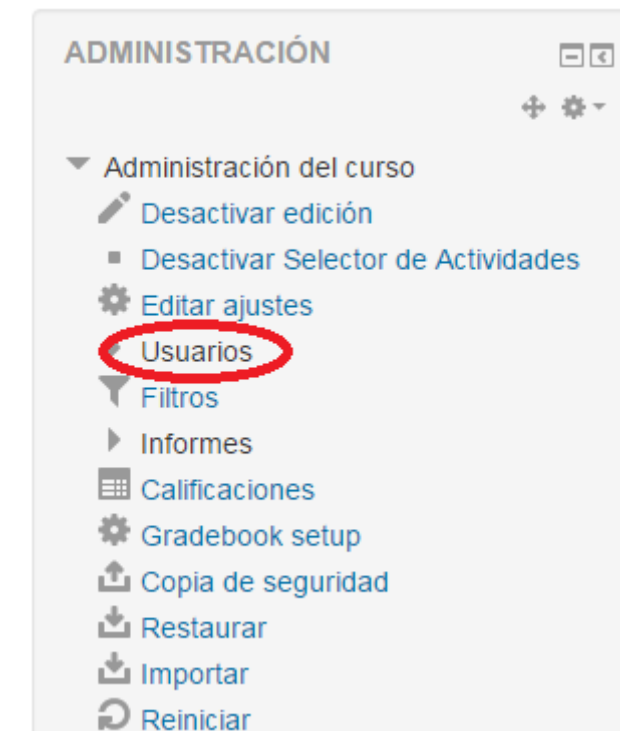 ADMINISTRACIÓN
Administración del curso
Desactivar edición
Desactivar Selector de Actividades
Editar ajustes
Usuarios
Filtros
Informes
Calificaciones
Gradebook setup
Copia de seguridad
Restaurar
Importar
Reiniciar